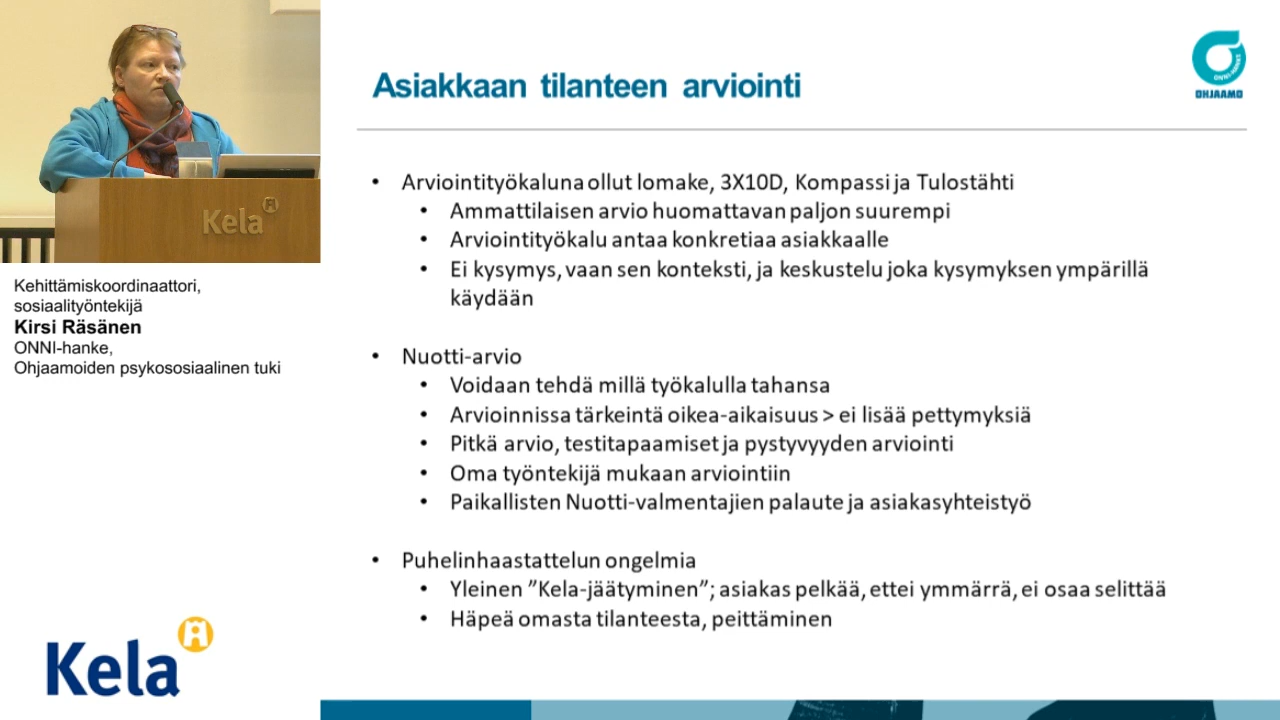 Kela
Kehittämiskoordinaattori,
sosiaalityöntekijä
Kirsi Räsänen
ONNI-hanke,
Ohjaamoiden psykososiaalinen tuki
Kela
Asiakkaan tilanteen arviointi
ONNI-HANKE
OHJAAMO
• Arviointityökaluna ollut lomake, 3X10D, Kompassi ja Tulostähti
• Ammattilaisen arvio huomattavan paljon suurempi
• Arviointityökalu antaa konkretiaa asiakkaalle
• Ei kysymys, vaan sen konteksti, ja keskustelu joka kysymyksen ympärillä
käydään
• Nuotti-arvio
• Voidaan tehdä millä työkalulla tahansa
• Arvioinnissa tärkeintä oikea-aikaisuus > ei lisää pettymyksiä
• Pitkä arvio, testitapaamiset ja pystyvyyden arviointi
• Oma työntekijä mukaan arviointiin
• Paikallisten Nuotti-valmentajien palaute ja asiakasyhteistyö
• Puhelinhaastattelun ongelmia
• Yleinen ”Kela-jäätyminen”; asiakas pelkää, ettei ymmärrä, ei osaa selittää
• Häpeä omasta tilanteesta, peittäminen